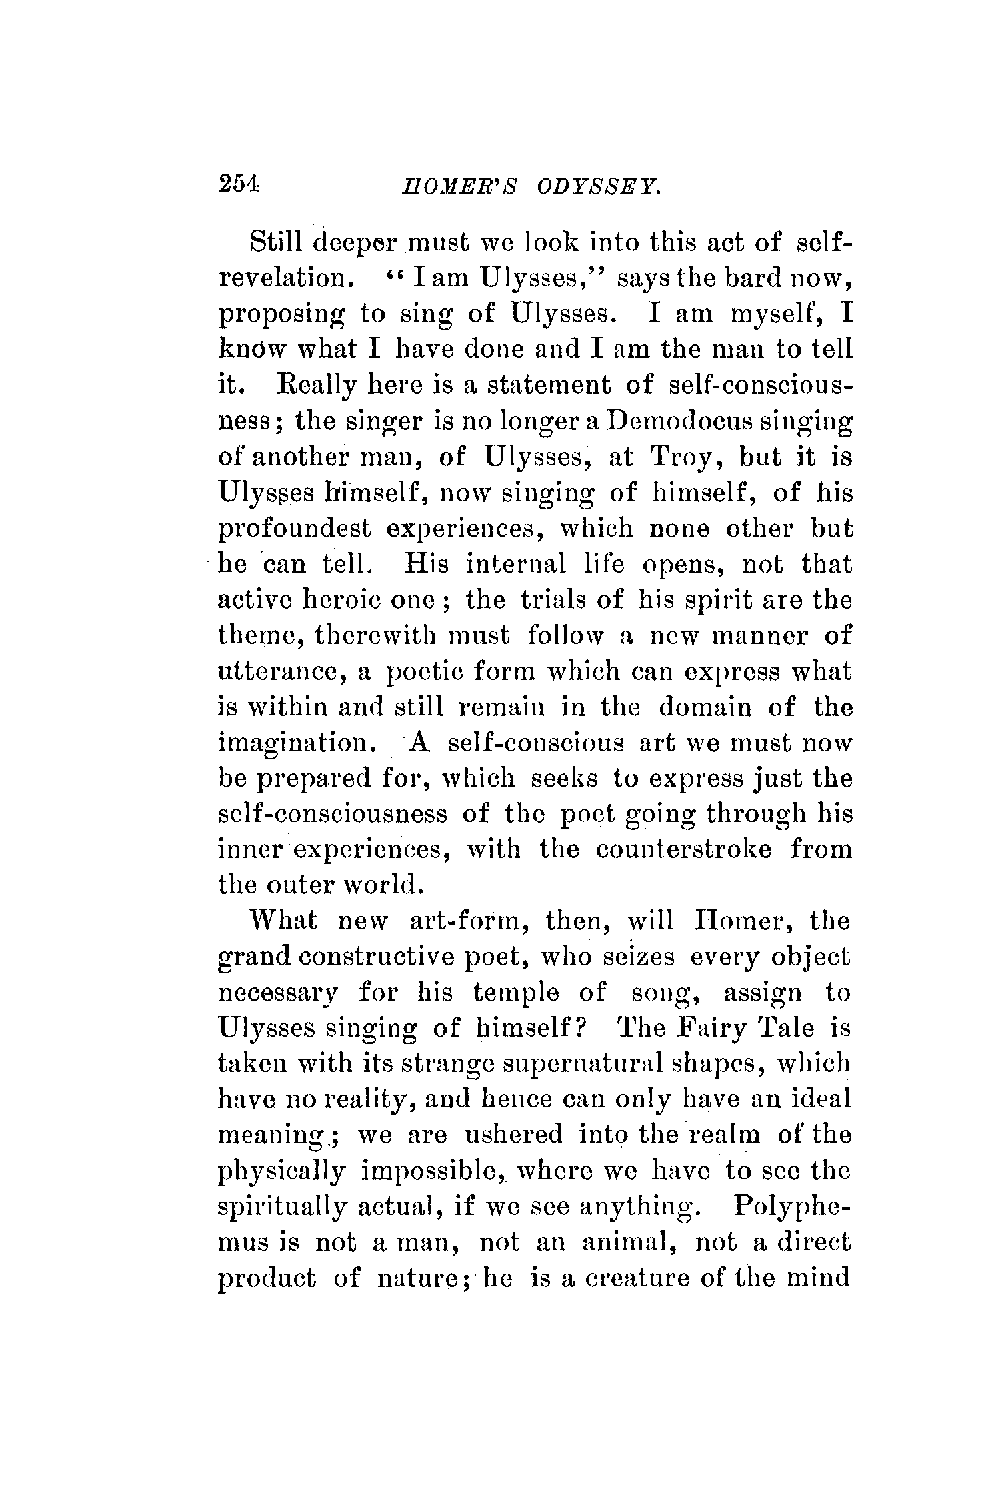 254 HOMER'S ODYSSEY.
Still deeper must we look into this act of self-
revelation. "I am Ulysses," says the bard now,
proposing to sing of Ulysses. I am myself, I
know what I have done and I am the man to tell
it. Really here is a statement of self-conscious-
ness; the singer is no longer a Demodocus singing
of another man, of Ulysses, at Troy, but it is
Ulysses himself, now singing of himself, of his
profoundest experiences, which none other but
he can tell. His internal life opens, not that
active heroic one; the trials of his spirit are the
theme, therewith must follow a new manner of
utterance, a poetic form which can express what
is within and still remain in the domain of the
imagination. A self-conscious art we must now
be prepared for, which seeks to express just the
self-consciousness of the poet going through his
inner experiences, with the counterstroke from
the outer world.
What new art-form, then, will Homer, the
grand constructive poet, who seizes every object
necessary for his temple of song, assign to
Ulysses singing of himself? The Fairy Tale is
taken with its strange supernatural shapes, which
have no reality, and hence can only have an ideal
meaning; we are ushered into the realm of the
physically impossible, where we have to see the
spiritually actual, if we see anything. Polyphe-
mus is not a man, not an animal, not a direct
product of nature; he is a creature of the mind